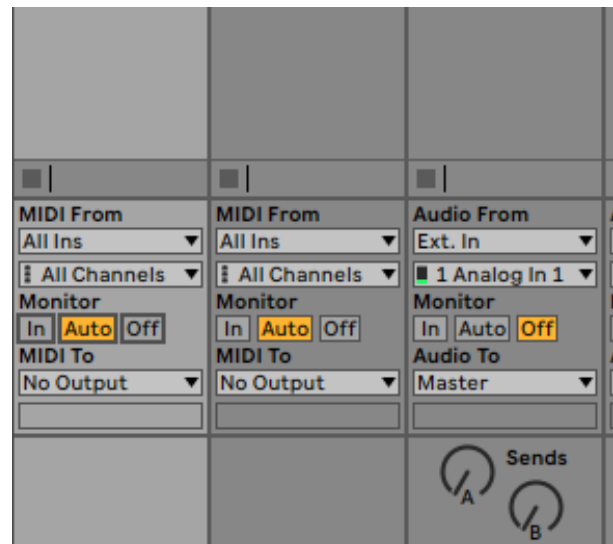 MIDI From
All Ins
All Channels
Monitor
In Auto Off
MIDI To
No Output
MIDI From
All Ins
All Channels
Monitor
In Auto Off
MIDI To
No Output
Audio From
Ext. In
1 Analog In 1
Monitor
In Auto Off
Audio To
Master
Sends
A
B